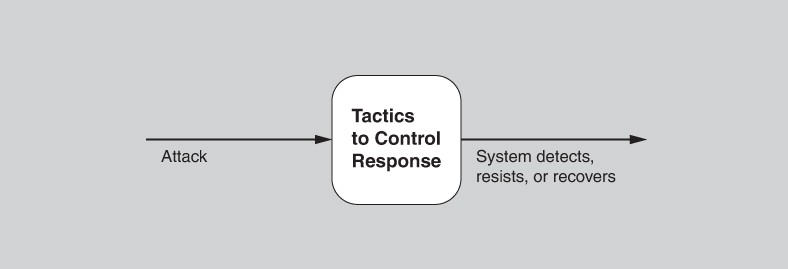 Attack
Tactics
to Control
Response
System detects,
resists, or recovers